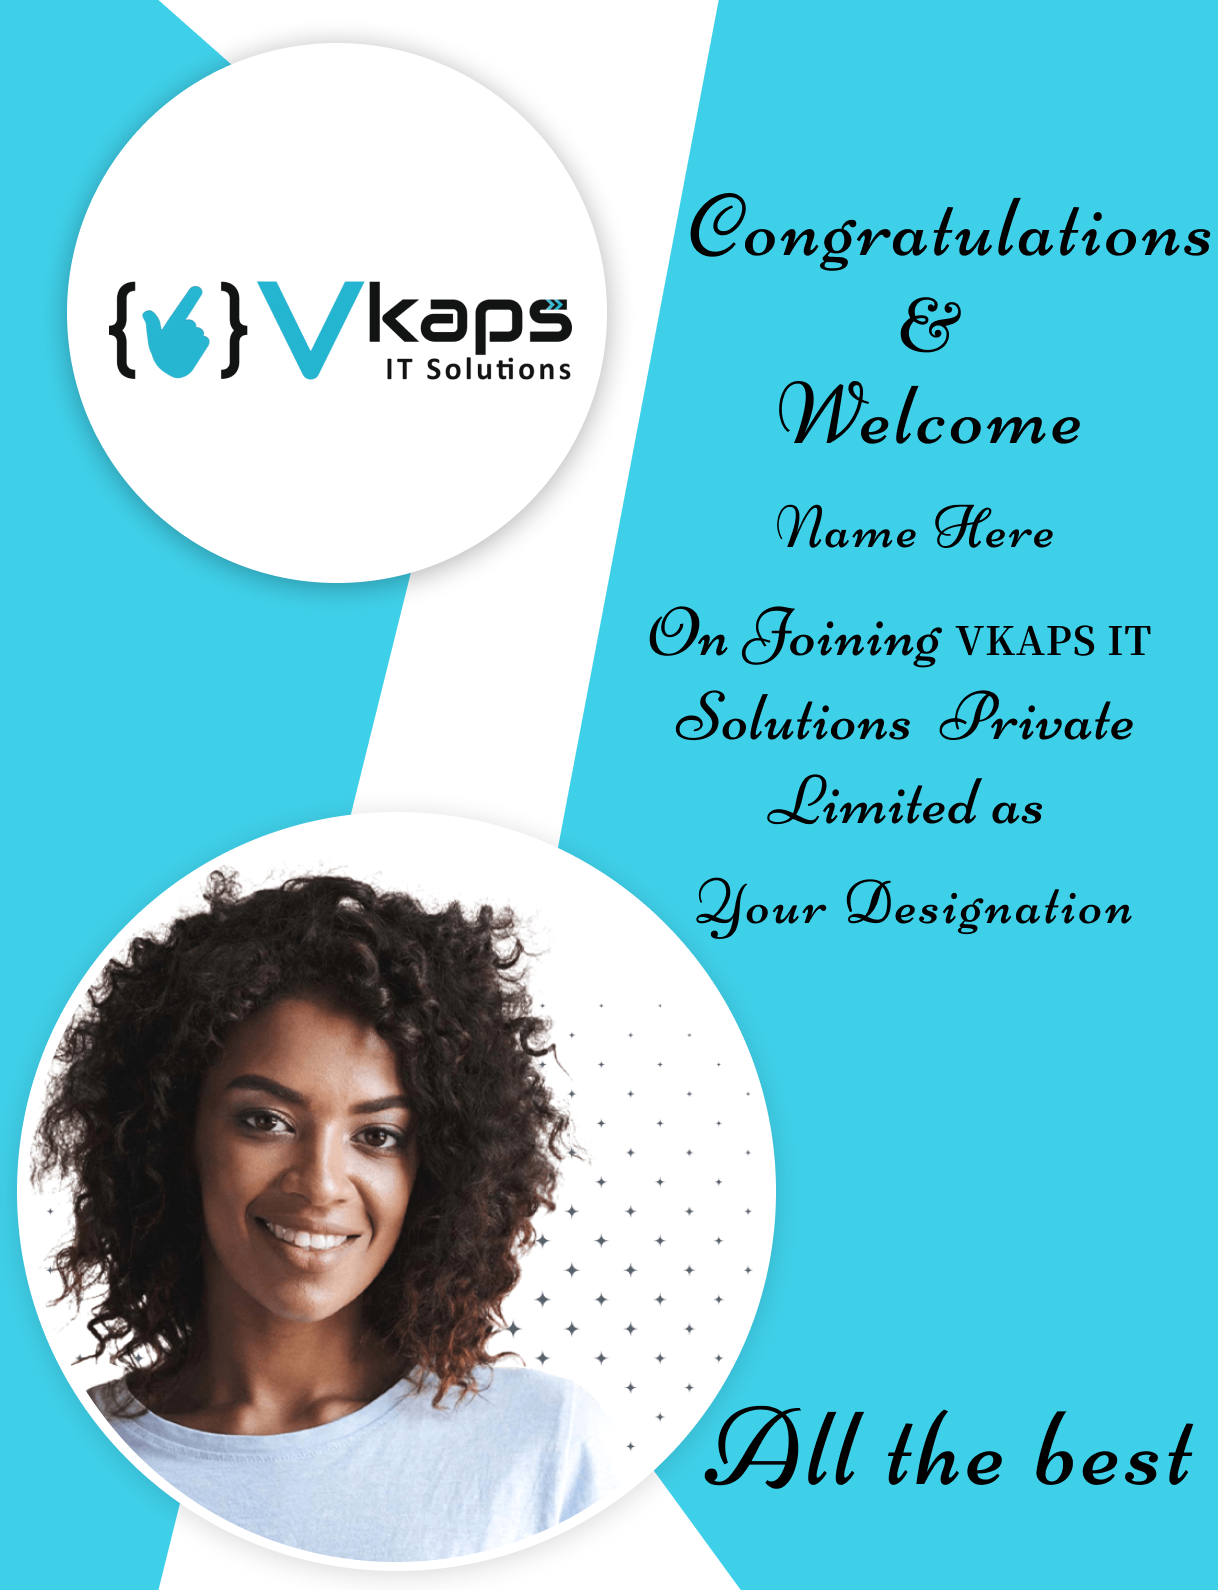 Vkaps
IT Solutions
Congratulations
&
Welcome
Name Here
On Joining VKAPS IT
Solutions Private
Limited as
Your Designation
All the best